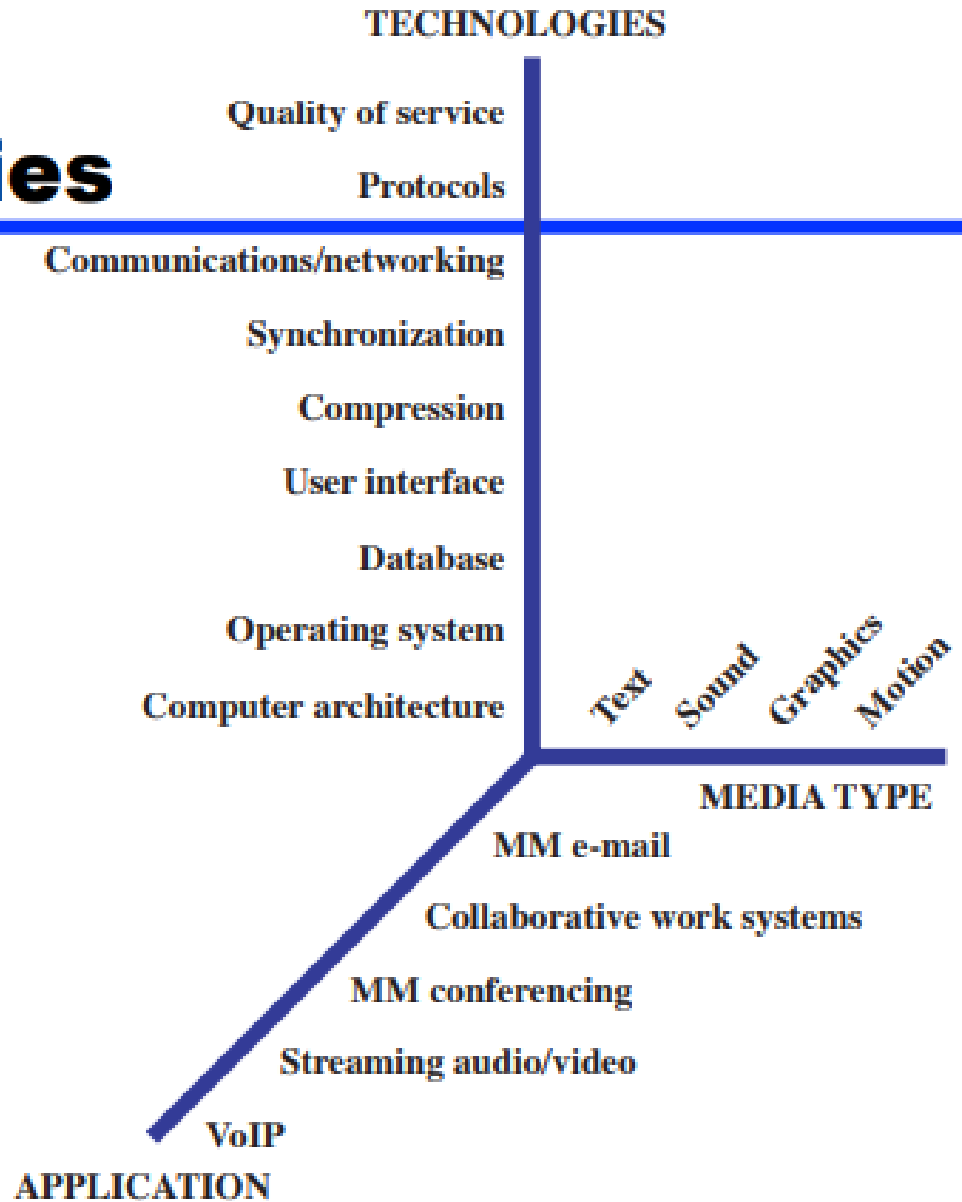 TECHNOLOGIES
Quality of service
ies
Protocols
Communications/networking
Synchronization
Compression
User interface
Database
Operating system
Computer architecture
Text
Sound
Graphics
Motion
MEDIA TYPE
MM e-mail
Collaborative work systems
MM conferencing
Streaming audio/video
VoIP
APPLICATION